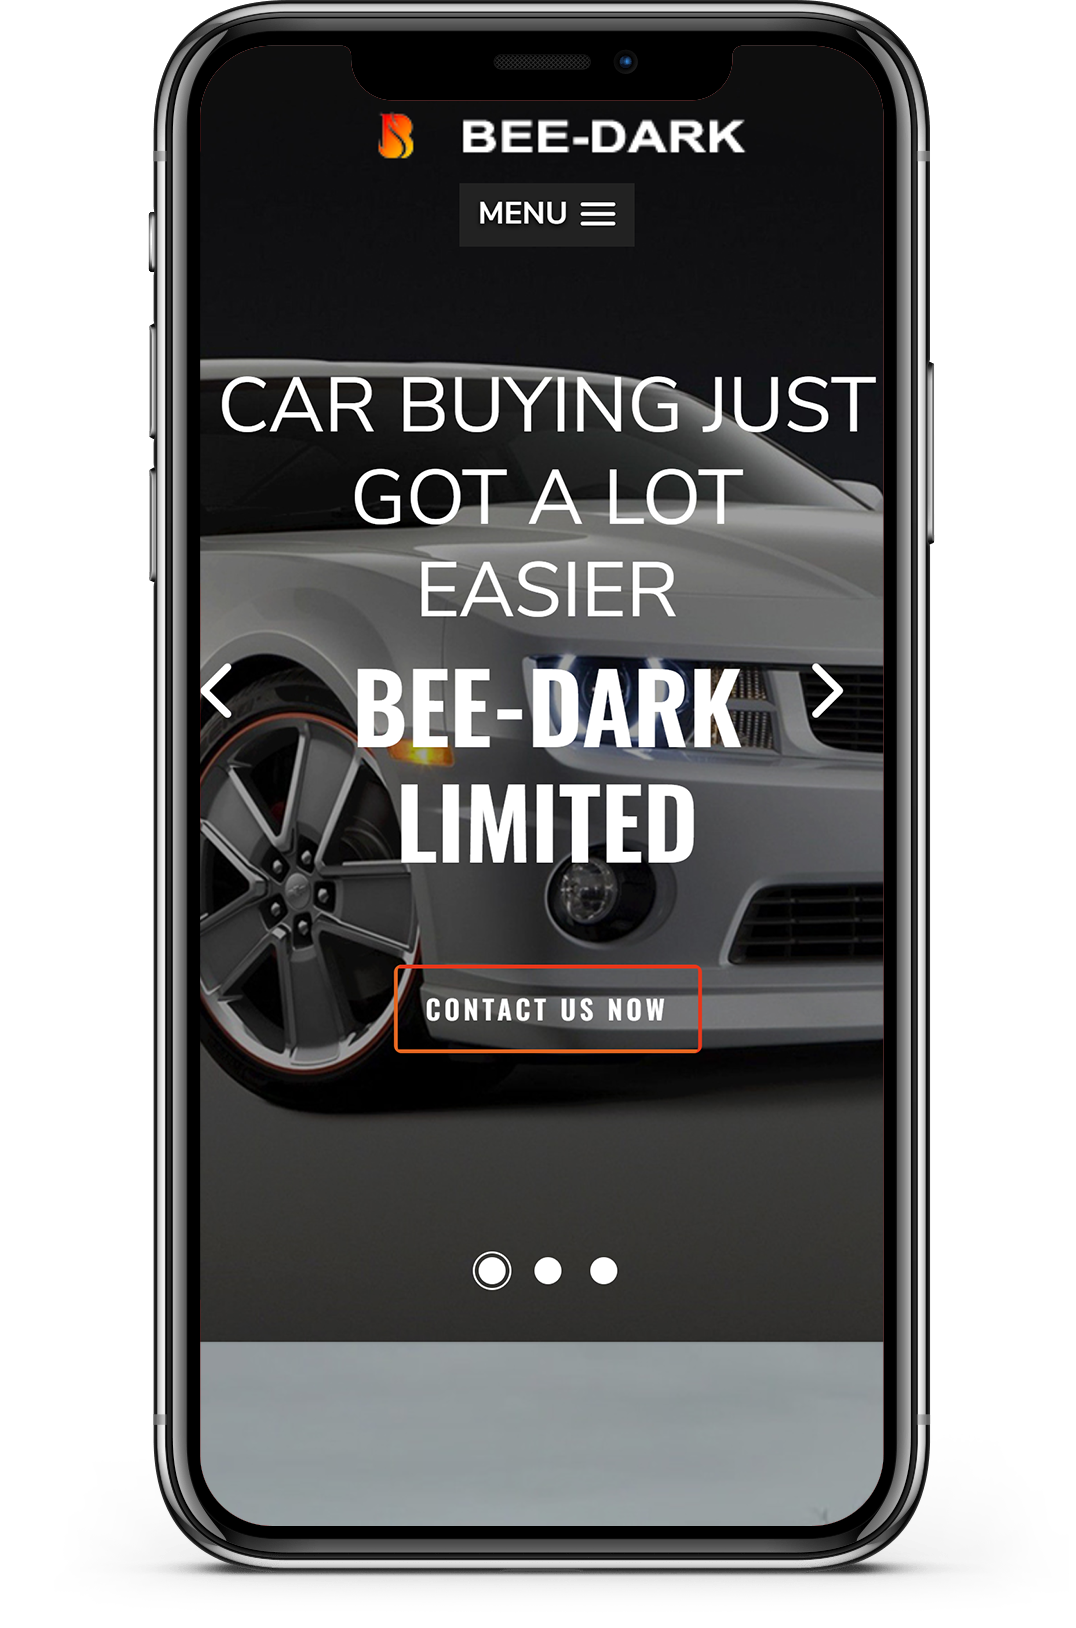 BEE-DARK
MENU
CAR BUYING JUST
GOT A LOT
EASIER
BEE-DARK
LIMITED
CONTACT US NOW